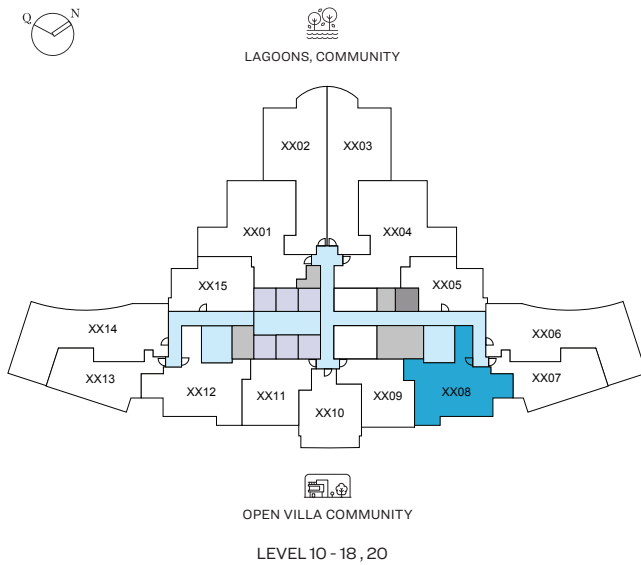 Q N
LAGOONS, COMMUNITY
XX02 XX03
XX01 XX04
XX15 XX05
XX14 XX06
XX13 XX07
XX12 XX11 XX10 XX09 XX08
OPEN VILLA COMMUNITY
LEVEL 10 - 18 , 20